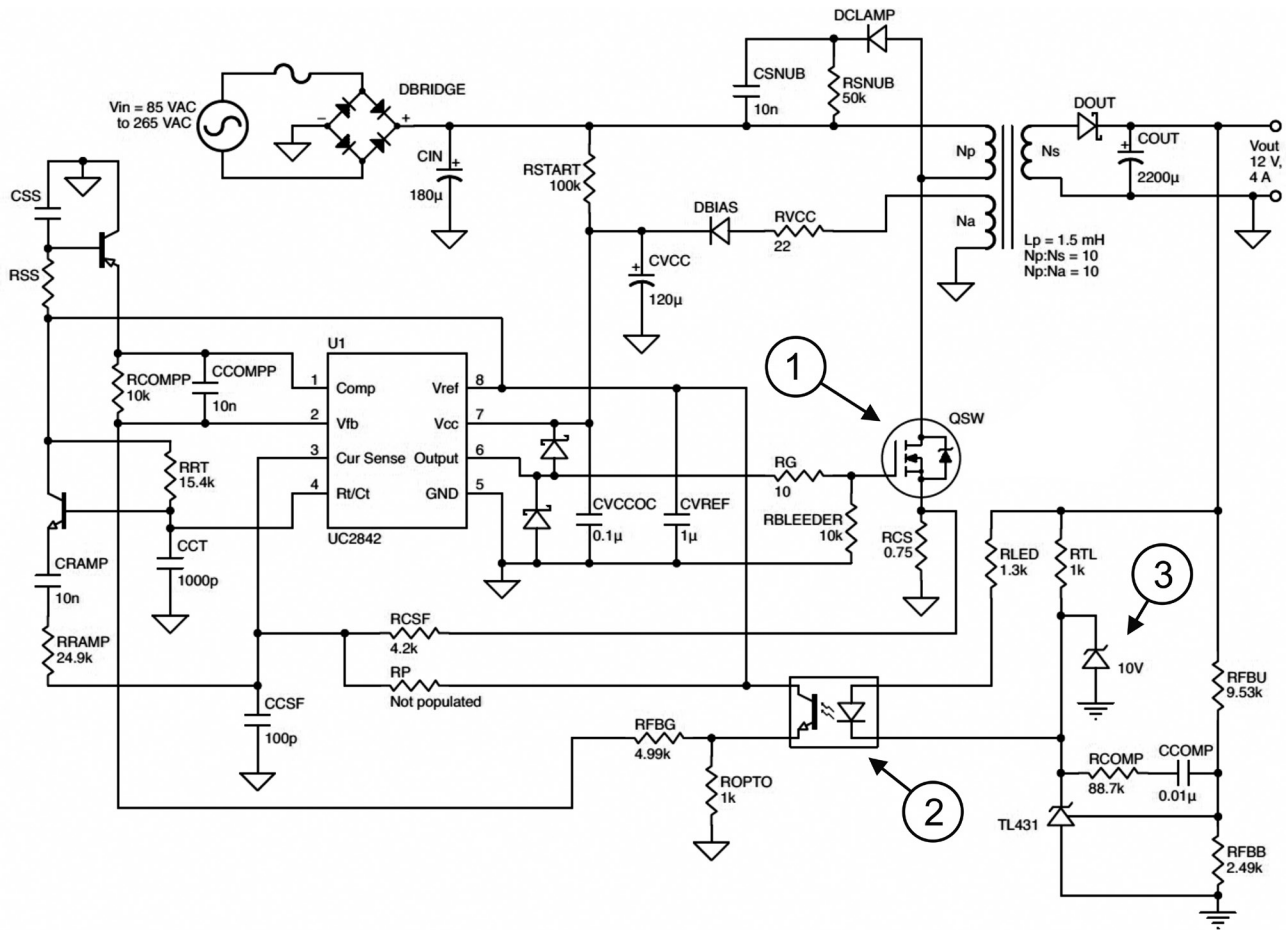 DCLAMP
CSNUB
10n
RSNUB
50k
DBRIDGE
Vin = 85 VAC
to 265 VAC
–
+
DOUT
COUT
+
2200µ
Vout
12 V,
4 A
CIN
+
180µ
RSTART
100k
Np
Ns
CSS
DBIAS
RVCC
22
Na
Lp = 1.5 mH
Np:Ns = 10
Np:Na = 10
RSS
CVCC
+
120µ
U1
RCOMPP
10k
CCOMPP
10n
1
Comp
Vref
8
2
Vfb
Vcc
7
3
Cur Sense
Output
6
4
Rt/Ct
GND
5
UC2842
1
QSW
RRT
15.4k
RG
10
CVCCOC
0.1µ
CVREF
1µ
RBLEEDER
10k
RCS
0.75
CCT
1000p
RLED
1.3k
RTL
1k
3
CRAMP
10n
RRAMP
24.9k
RCSF
4.2k
RP
Not populated
10V
RFBU
9.53k
CCSF
100p
RFBG
4.99k
ROPTO
1k
2
RCOMP
88.7k
CCOMP
0.01µ
TL431
RFBB
2.49k